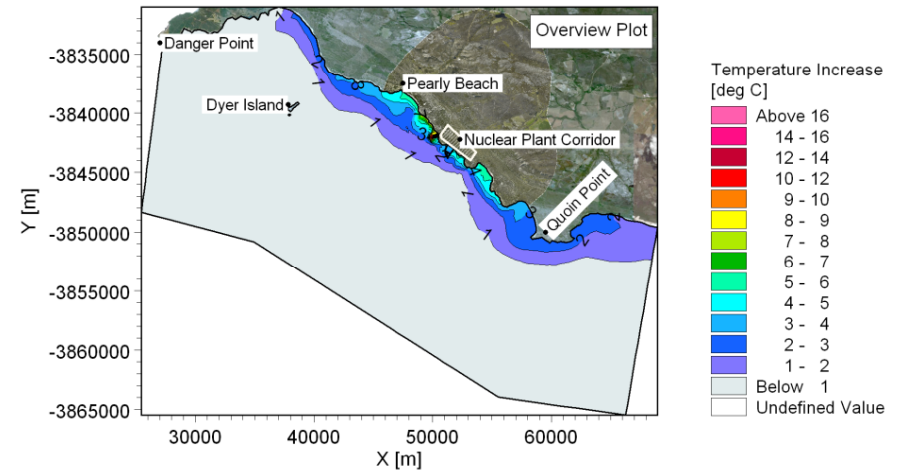 Overview Plot
Danger Point
Pearly Beach
Dyer Island
Nuclear Plant Corridor
Quoin Point
-3835000
-3840000
-3845000
-3850000
-3855000
-3860000
-3865000
Y [m]
30000 40000 50000 60000
X [m]
Temperature Increase
[deg C]
Above 16
14 - 16
12 - 14
10 - 12
9 - 10
8 - 9
7 - 8
6 - 7
5 - 6
4 - 5
3 - 4
2 - 3
1 - 2
Below 1
Undefined Value